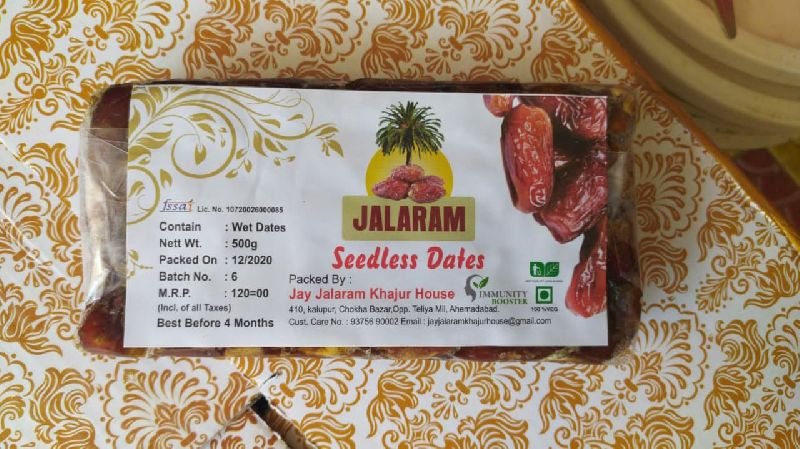 JALARAM
Seedless Dates
fssai Lic. No. 10720026000085
Contain : Wet Dates
Nett Wt. : 500g
Packed On : 12/2020
Batch No. : 6
M.R.P. : 120=00
(Incl. of all Taxes)
Best Before 4 Months
Packed By :
Jay Jalaram Khajur House
410, kalupur, Chokha Bazar,Opp. Teliya Mil, Ahemadabad.
Cust. Care No. : 93756 90002 Email : jayjalaramkhajurhouse@gmail.com
IMMUNITY
BOOSTER
100 %VEG